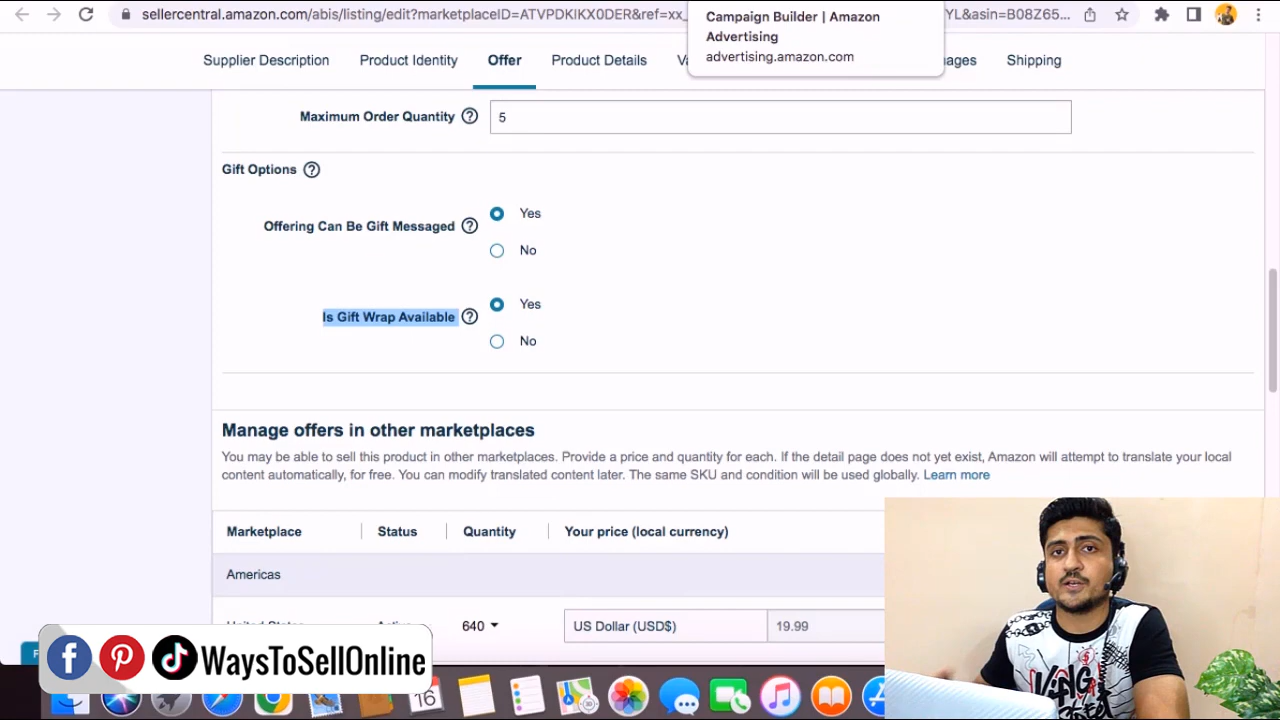 sellercentral.amazon.com/abis/listing/edit?marketplaceID=ATVPDKIKX0DER&ref=xx_
YL&asin=B08Z65...
Campaign Builder | Amazon
Advertising
advertising.amazon.com
Supplier Description
Product Identity
Offer
Product Details
Va
ages
Shipping
Maximum Order Quantity ?
5
Gift Options ?
Offering Can Be Gift Messaged ?
Yes
No
Is Gift Wrap Available ?
Yes
No
Manage offers in other marketplaces
You may be able to sell this product in other marketplaces. Provide a price and quantity for each. If the detail page does not yet exist, Amazon will attempt to translate your local
content automatically, for free. You can modify translated content later. The same SKU and condition will be used globally. Learn more
Marketplace
Status
Quantity
Your price (local currency)
Americas
United States
Active
640
US Dollar (USD$)
19.99
WaysToSellOnline
16